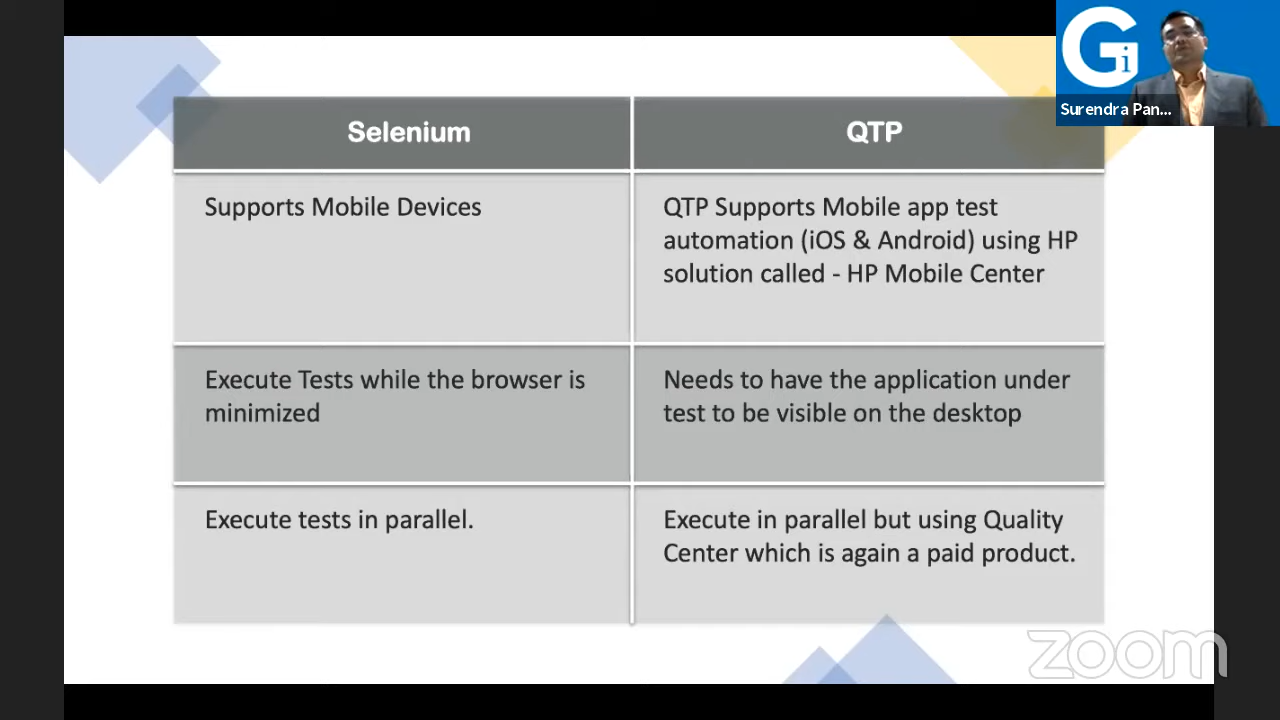 Gi
Surendra Pan...
Selenium
QTP
Supports Mobile Devices
QTP Supports Mobile app test
automation (iOS & Android) using HP
solution called - HP Mobile Center
Execute Tests while the browser is
minimized
Needs to have the application under
test to be visible on the desktop
Execute tests in parallel.
Execute in parallel but using Quality
Center which is again a paid product.
zoom